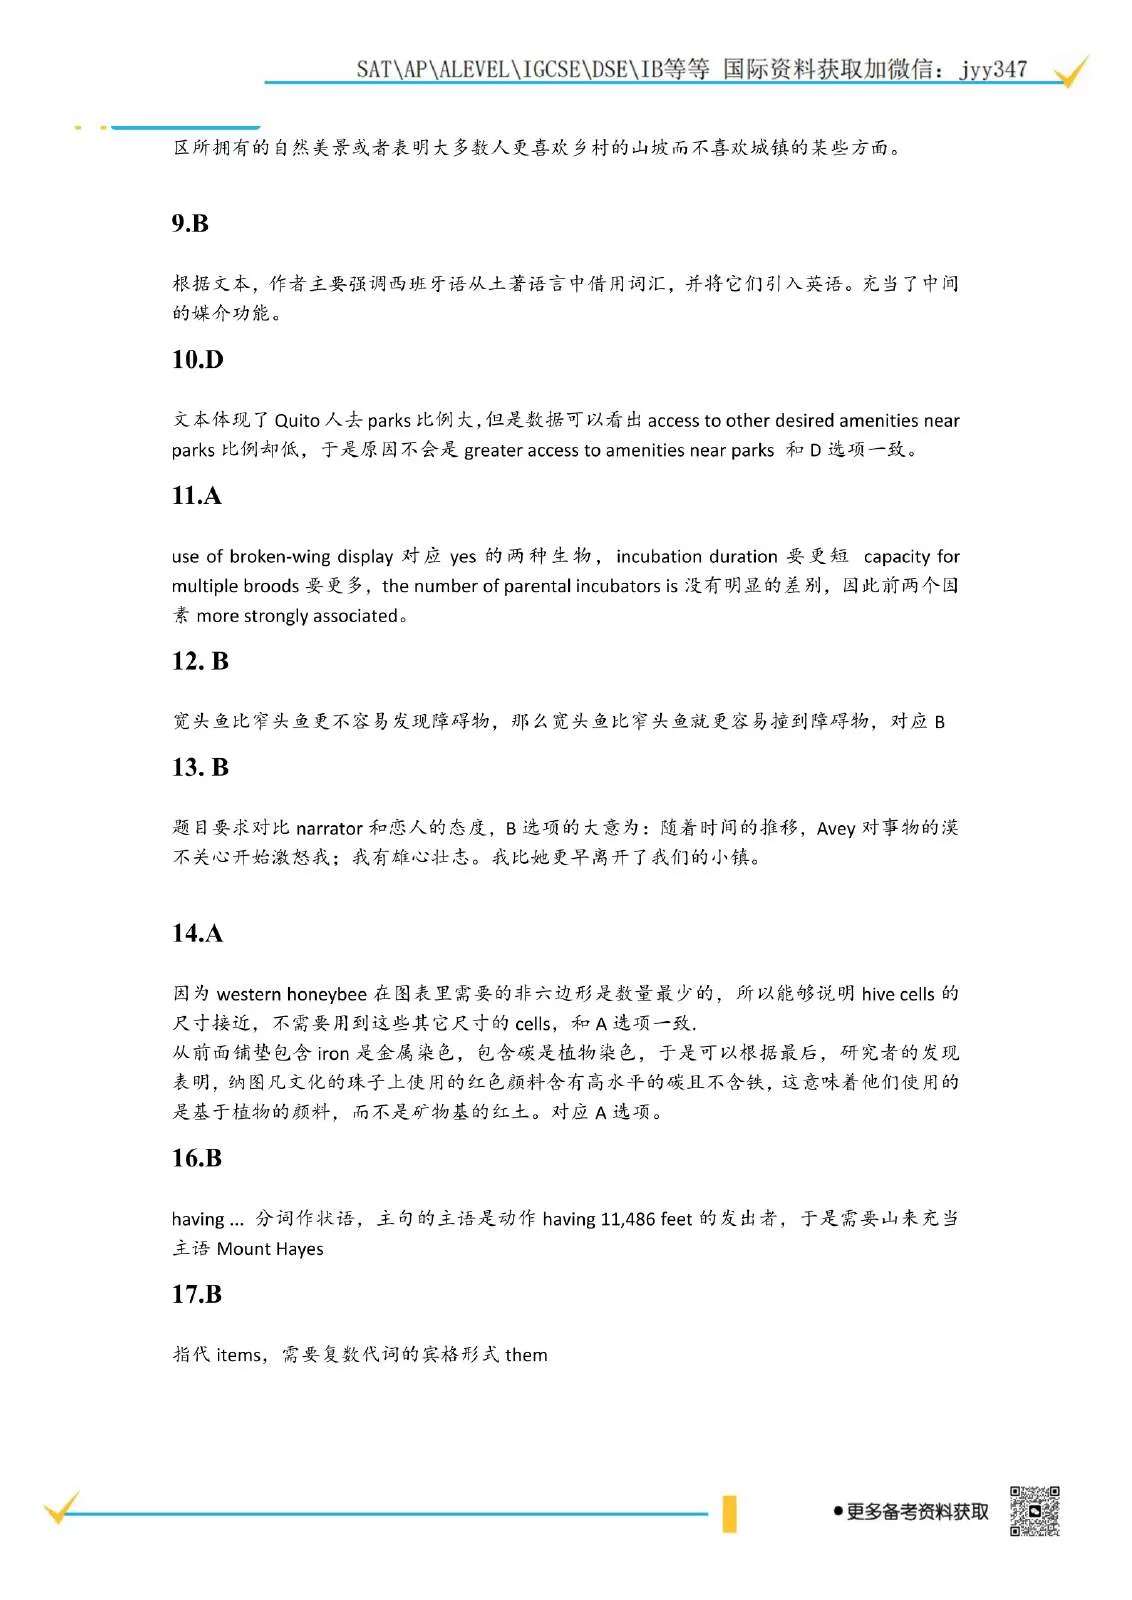 SAT\AP\ALEVEL\IGCSE\DSE\IB等等 国际资料获取加微信：jyy347
区所拥有的自然美景或者表明大多数人更喜欢乡村的山坡而不喜欢城镇的某些方面。
9.B
根据文本，作者主要强调西班牙语从土著语言中借用词汇，并将它们引入英语。充当了中间
的媒介功能。
10.D
文本体现了 Quito 人去 parks 比例大，但是数据可以看出 access to other desired amenities near
parks 比例却低，于是原因不会是 greater access to amenities near parks 和 D 选项一致。
11.A
use of broken-wing display 对应 yes 的两种生物，incubation duration 要更短 capacity for
multiple broods 要更多，the number of parental incubators is 没有明显的差别，因此前两个因
素 more strongly associated。
12. B
宽头鱼比窄头鱼更不容易发现障碍物，那么宽头鱼比窄头鱼就更容易撞到障碍物，对应 B
13. B
题目要求对比 narrator 和恋人的态度，B 选项的大意为：随着时间的推移，Avey 对事物的漠
不关心开始激怒我；我有雄心壮志。我比她更早离开了我们的小镇。
14.A
因为 western honeybee 在图表里需要的非六边形是数量最少的，所以能够说明 hive cells 的
尺寸接近，不需要用到这些其它尺寸的 cells，和 A 选项一致.
从前面铺垫包含 iron 是金属染色，包含碳是植物染色，于是可以根据最后，研究者的发现
表明，纳图凡文化的珠子上使用的红色颜料含有高水平的碳且不含铁，这意味着他们使用的
是基于植物的颜料，而不是矿物基的红土。对应 A 选项。
16.B
having ... 分词作状语，主句的主语是动作 having 11,486 feet 的发出者，于是需要山来充当
主语 Mount Hayes
17.B
指代 items，需要复数代词的宾格形式 them
●更多备考资料获取